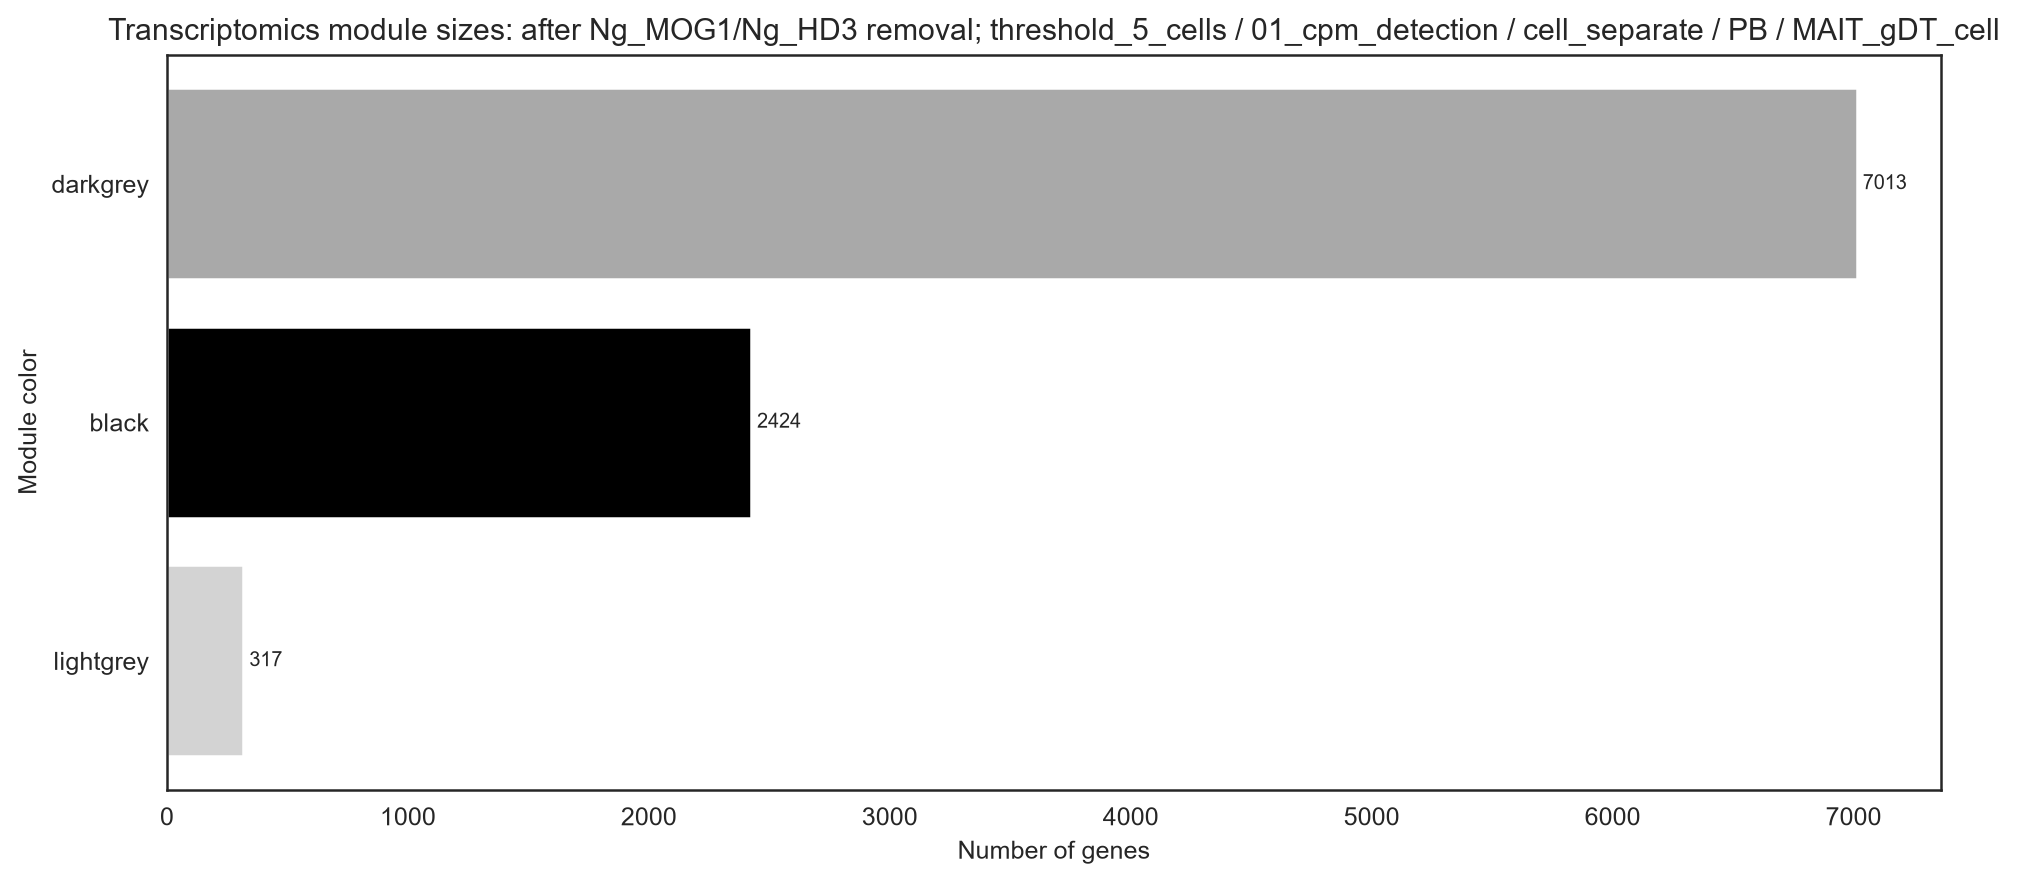 Transcriptomics module sizes: after Ng_MOG1/Ng_HD3 removal; threshold_5_cells / 01_cpm_detection / cell_separate / PB / MAIT_gDT_cell
darkgrey
7013
black
2424
lightgrey
317
Module color
0 1000 2000 3000 4000 5000 6000 7000
Number of genes